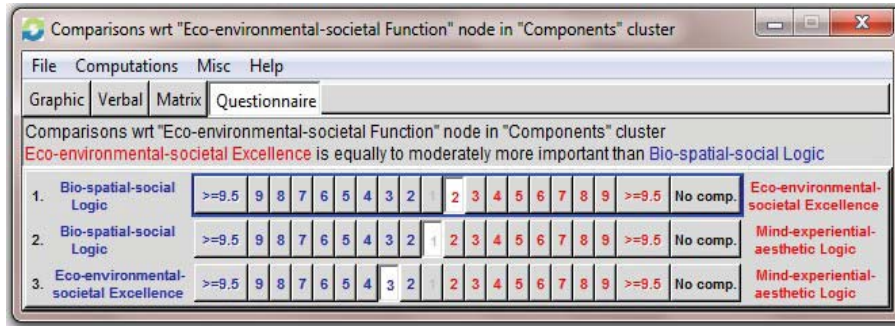 Comparisons wrt "Eco-environmental-societal Function" node in "Components" cluster
File Computations Misc Help
Graphic Verbal Matrix Questionnaire
Comparisons wrt "Eco-environmental-societal Function" node in "Components" cluster
Eco-environmental-societal Excellence is equally to moderately more important than Bio-spatial-social Logic
1. Bio-spatial-social Logic >=9.5 9 8 7 6 5 4 3 2 1 2 3 4 5 6 7 8 9 >=9.5 No comp. Eco-environmental-societal Excellence
2. Bio-spatial-social Logic >=9.5 9 8 7 6 5 4 3 2 1 2 3 4 5 6 7 8 9 >=9.5 No comp. Mind-experiential-aesthetic Logic
3. Eco-environmental-societal Excellence >=9.5 9 8 7 6 5 4 3 2 1 2 3 4 5 6 7 8 9 >=9.5 No comp. Mind-experiential-aesthetic Logic